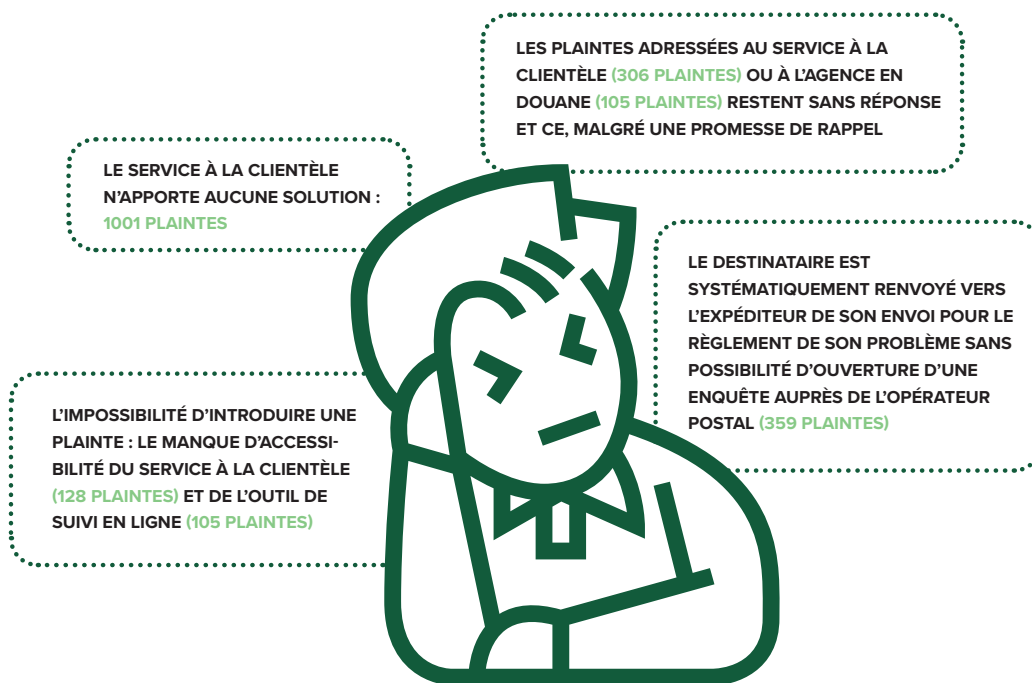 LES PLAINTES ADRESSÉES AU SERVICE À LA
CLIENTÈLE (306 PLAINTES) OU À L'AGENCE EN
DOUANE (105 PLAINTES) RESTENT SANS RÉPONSE
ET CE, MALGRÉ UNE PROMESSE DE RAPPEL
LE SERVICE À LA CLIENTÈLE
N'APPORTE AUCUNE SOLUTION :
1001 PLAINTES
LE DESTINATAIRE EST
SYSTÉMATIQUEMENT RENVOYÉ VERS
L'EXPÉDITEUR DE SON ENVOI POUR LE
RÈGLEMENT DE SON PROBLÈME SANS
POSSIBILITÉ D'OUVERTURE D'UNE
ENQUÊTE AUPRÈS DE L'OPÉRATEUR
POSTAL (359 PLAINTES)
L'IMPOSSIBILITÉ D'INTRODUIRE UNE
PLAINTE : LE MANQUE D'ACCESSI-
BILITÉ DU SERVICE À LA CLIENTÈLE
(128 PLAINTES) ET DE L'OUTIL DE
SUIVI EN LIGNE (105 PLAINTES)